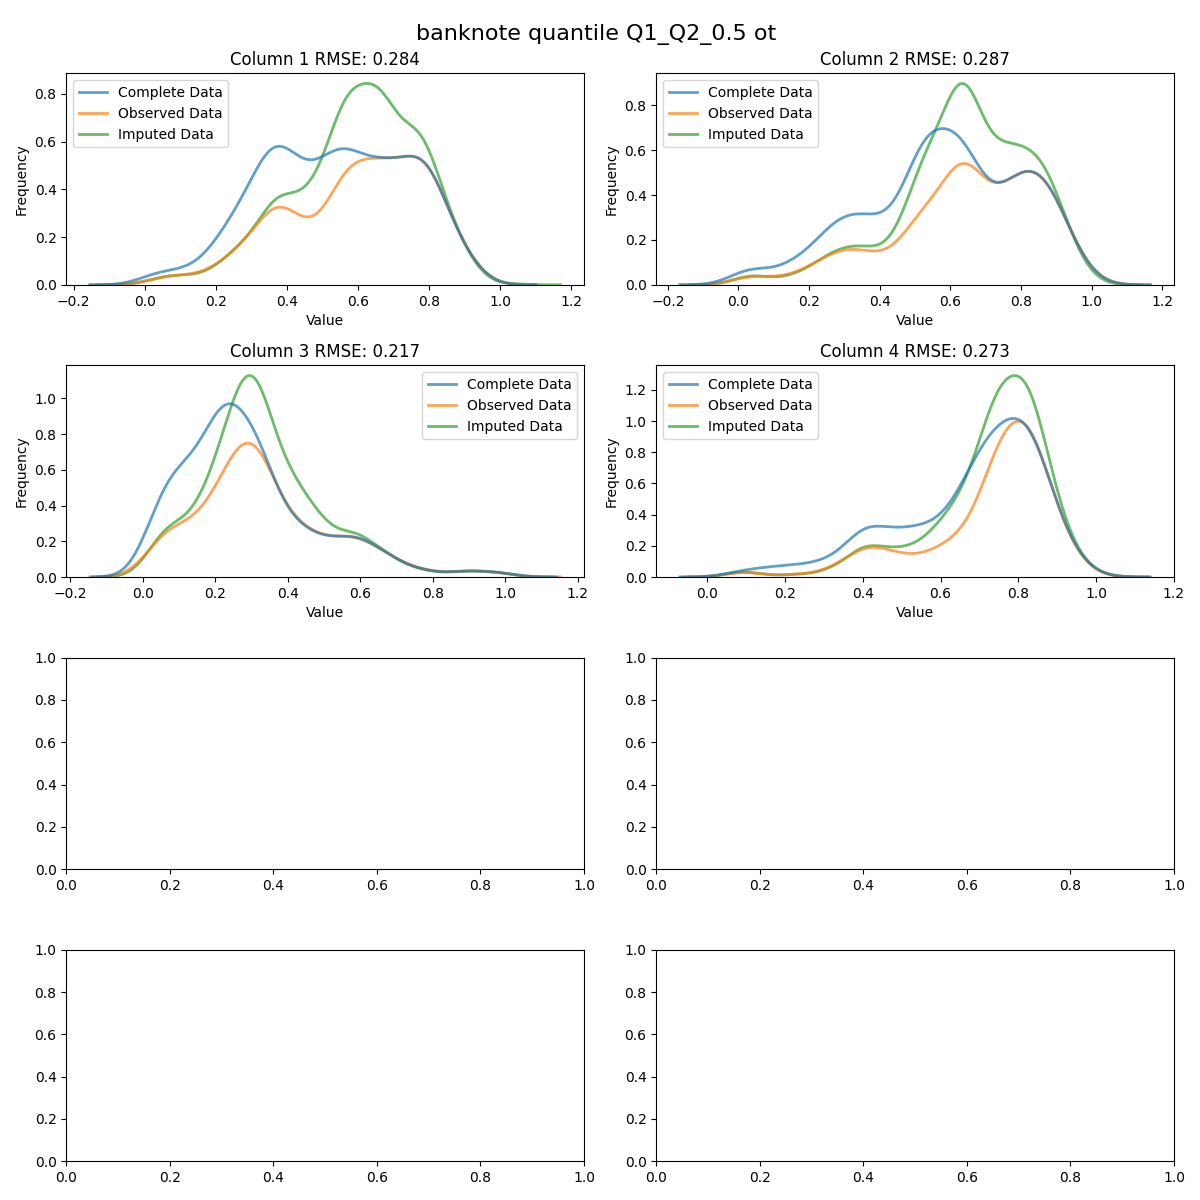 banknote quantile Q1_Q2_0.5 ot
Column 1 RMSE: 0.284
Complete Data
Observed Data
Imputed Data
Frequency
0.8
0.6
0.4
0.2
0.0
−0.2 0.0 0.2 0.4 0.6 0.8 1.0 1.2
Value
Column 2 RMSE: 0.287
Complete Data
Observed Data
Imputed Data
Frequency
0.8
0.6
0.4
0.2
0.0
−0.2 0.0 0.2 0.4 0.6 0.8 1.0 1.2
Value
Column 3 RMSE: 0.217
Complete Data
Observed Data
Imputed Data
Frequency
1.0
0.8
0.6
0.4
0.2
0.0
−0.2 0.0 0.2 0.4 0.6 0.8 1.0 1.2
Value
Column 4 RMSE: 0.273
Complete Data
Observed Data
Imputed Data
Frequency
1.2
1.0
0.8
0.6
0.4
0.2
0.0
0.0 0.2 0.4 0.6 0.8 1.0 1.2
Value
1.0
0.8
0.6
0.4
0.2
0.0
0.0 0.2 0.4 0.6 0.8 1.0
1.0
0.8
0.6
0.4
0.2
0.0
0.0 0.2 0.4 0.6 0.8 1.0
1.0
0.8
0.6
0.4
0.2
0.0
0.0 0.2 0.4 0.6 0.8 1.0
1.0
0.8
0.6
0.4
0.2
0.0
0.0 0.2 0.4 0.6 0.8 1.0